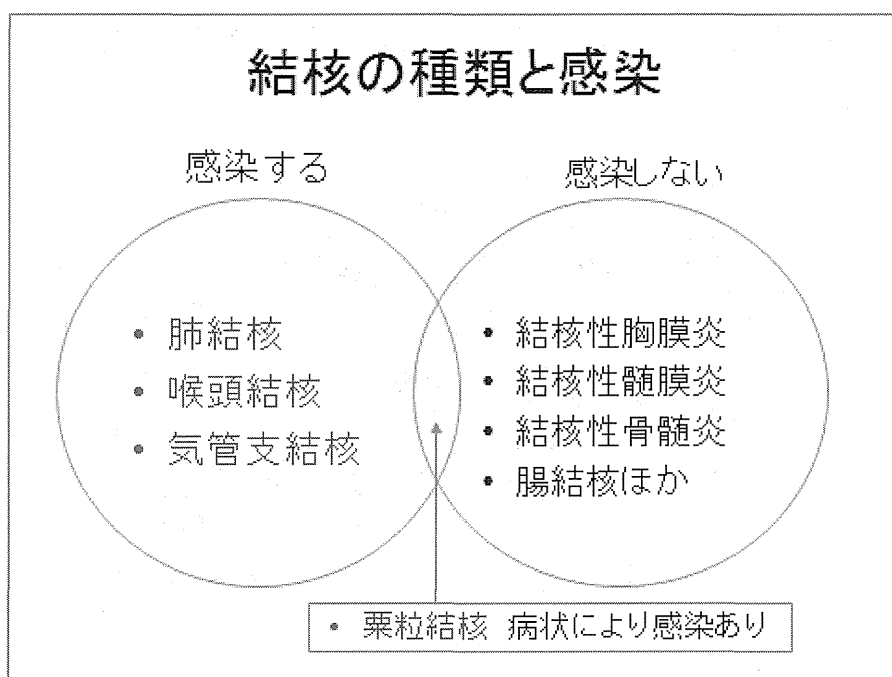 結核の種類と感染
感染する
感染しない
• 肺結核
• 喉頭結核
• 気管支結核
• 結核性胸膜炎
• 結核性髄膜炎
• 結核性骨髄炎
• 腸結核ほか
• 粟粒結核 病状により感染あり